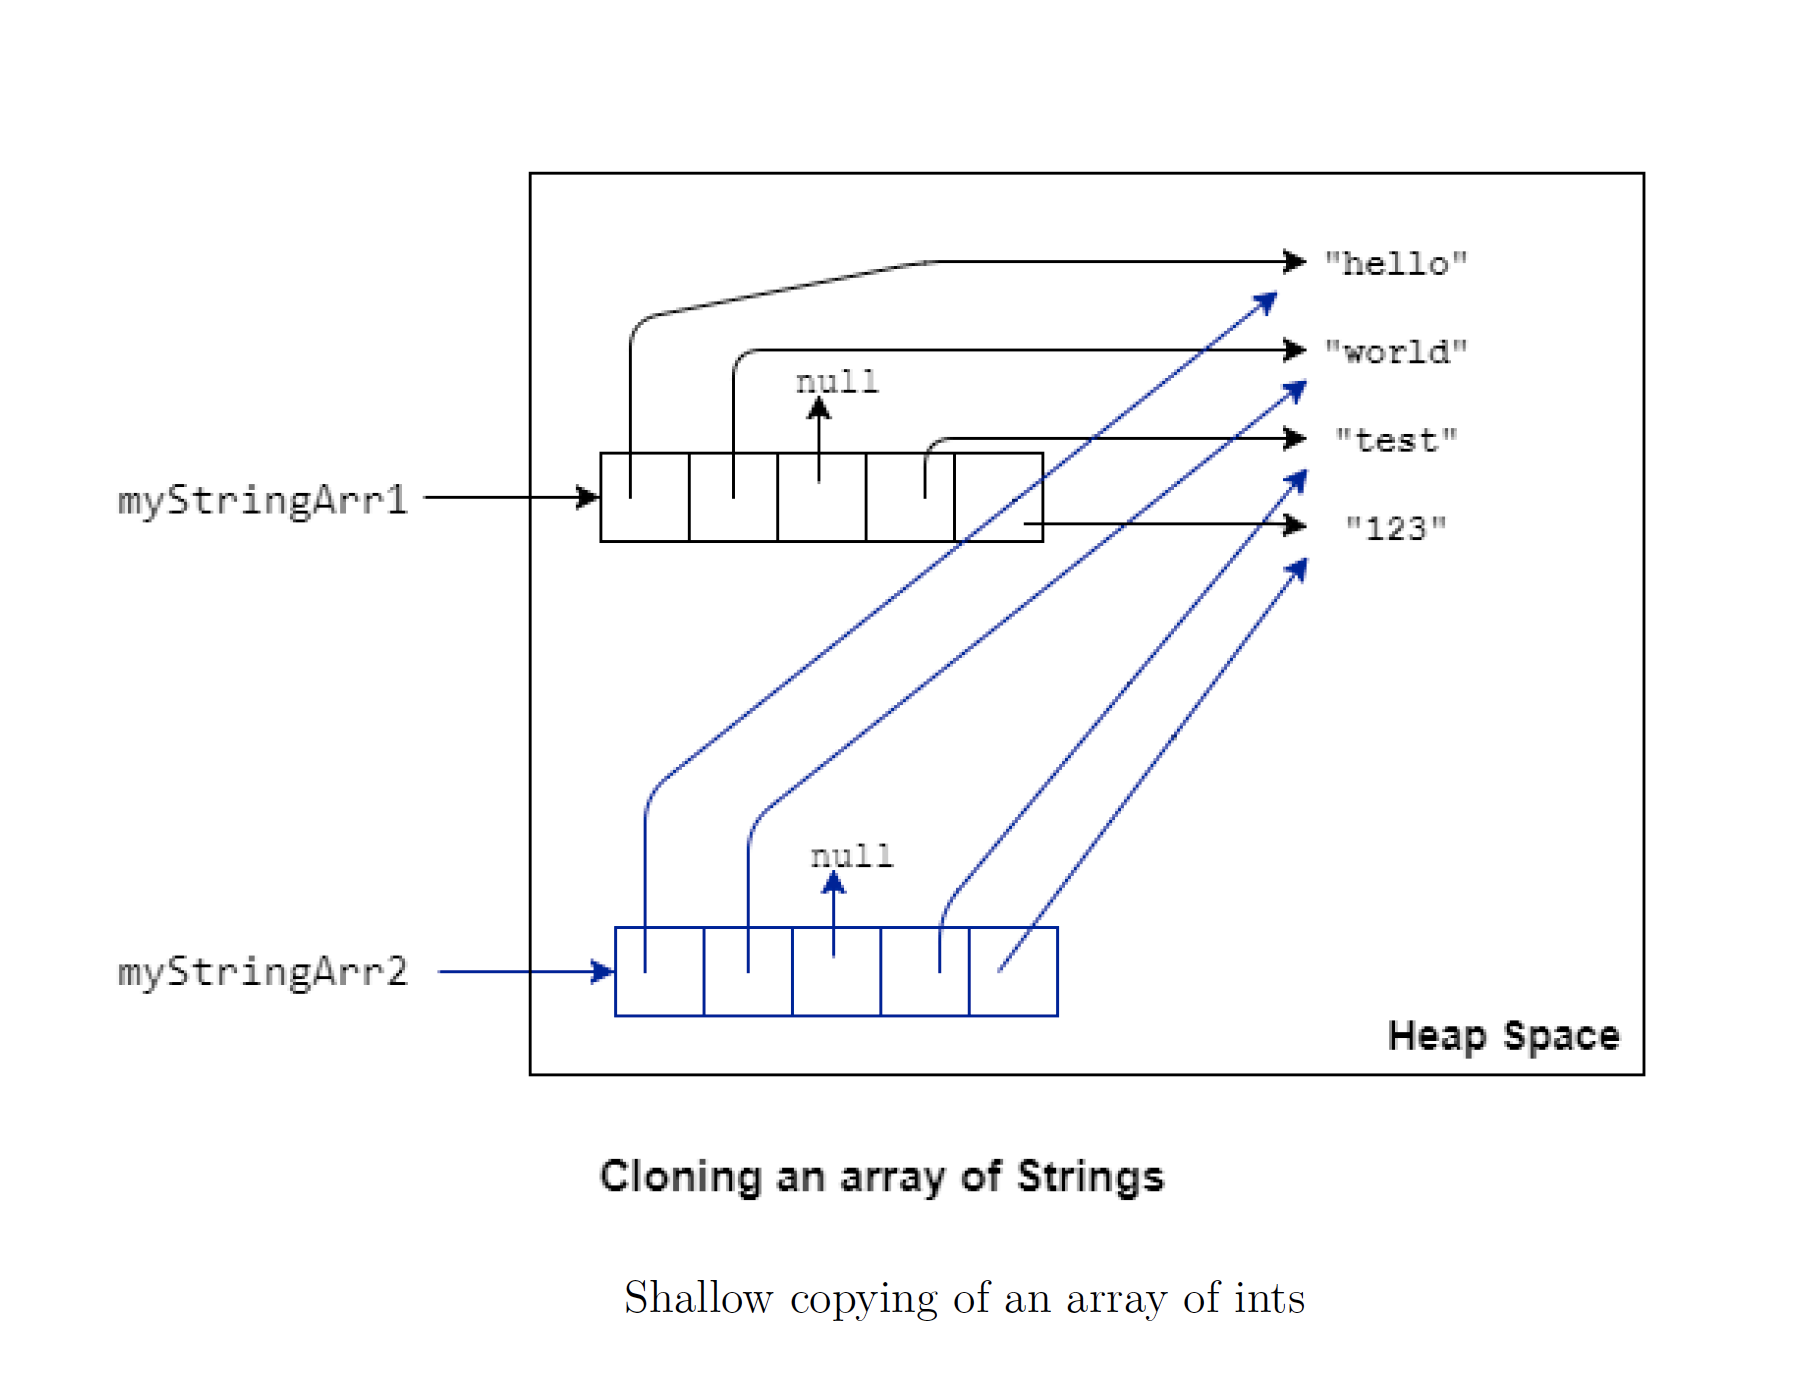 "hello"
"world"
null
"test"
myStringArr1
"123"
null
myStringArr2
Heap Space
Cloning an array of Strings
Shallow copying of an array of ints